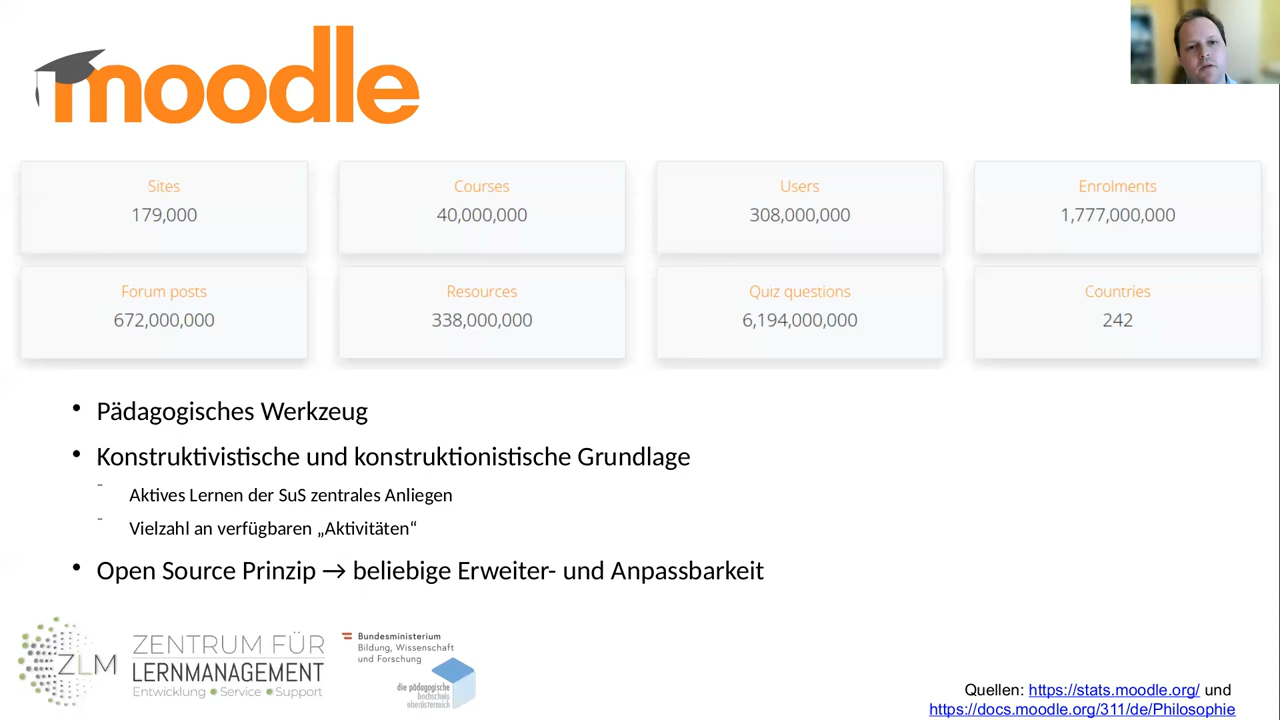 moodle
Sites
179,000
Courses
40,000,000
Users
308,000,000
Enrolments
1,777,000,000
Forum posts
672,000,000
Resources
338,000,000
Quiz questions
6,194,000,000
Countries
242
• Pädagogisches Werkzeug
• Konstruktivistische und konstruktionistische Grundlage
- Aktives Lernen der SuS zentrales Anliegen
- Vielzahl an verfügbaren „Aktivitäten“
• Open Source Prinzip → beliebige Erweiter- und Anpassbarkeit
ZLM
ZENTRUM FÜR
LERNMANAGEMENT
Entwicklung ● Service ● Support
Bundesministerium
Bildung, Wissenschaft
und Forschung
die pädagogische
hochschule
oberösterreich
Quellen: https://stats.moodle.org/ und
https://docs.moodle.org/311/de/Philosophie